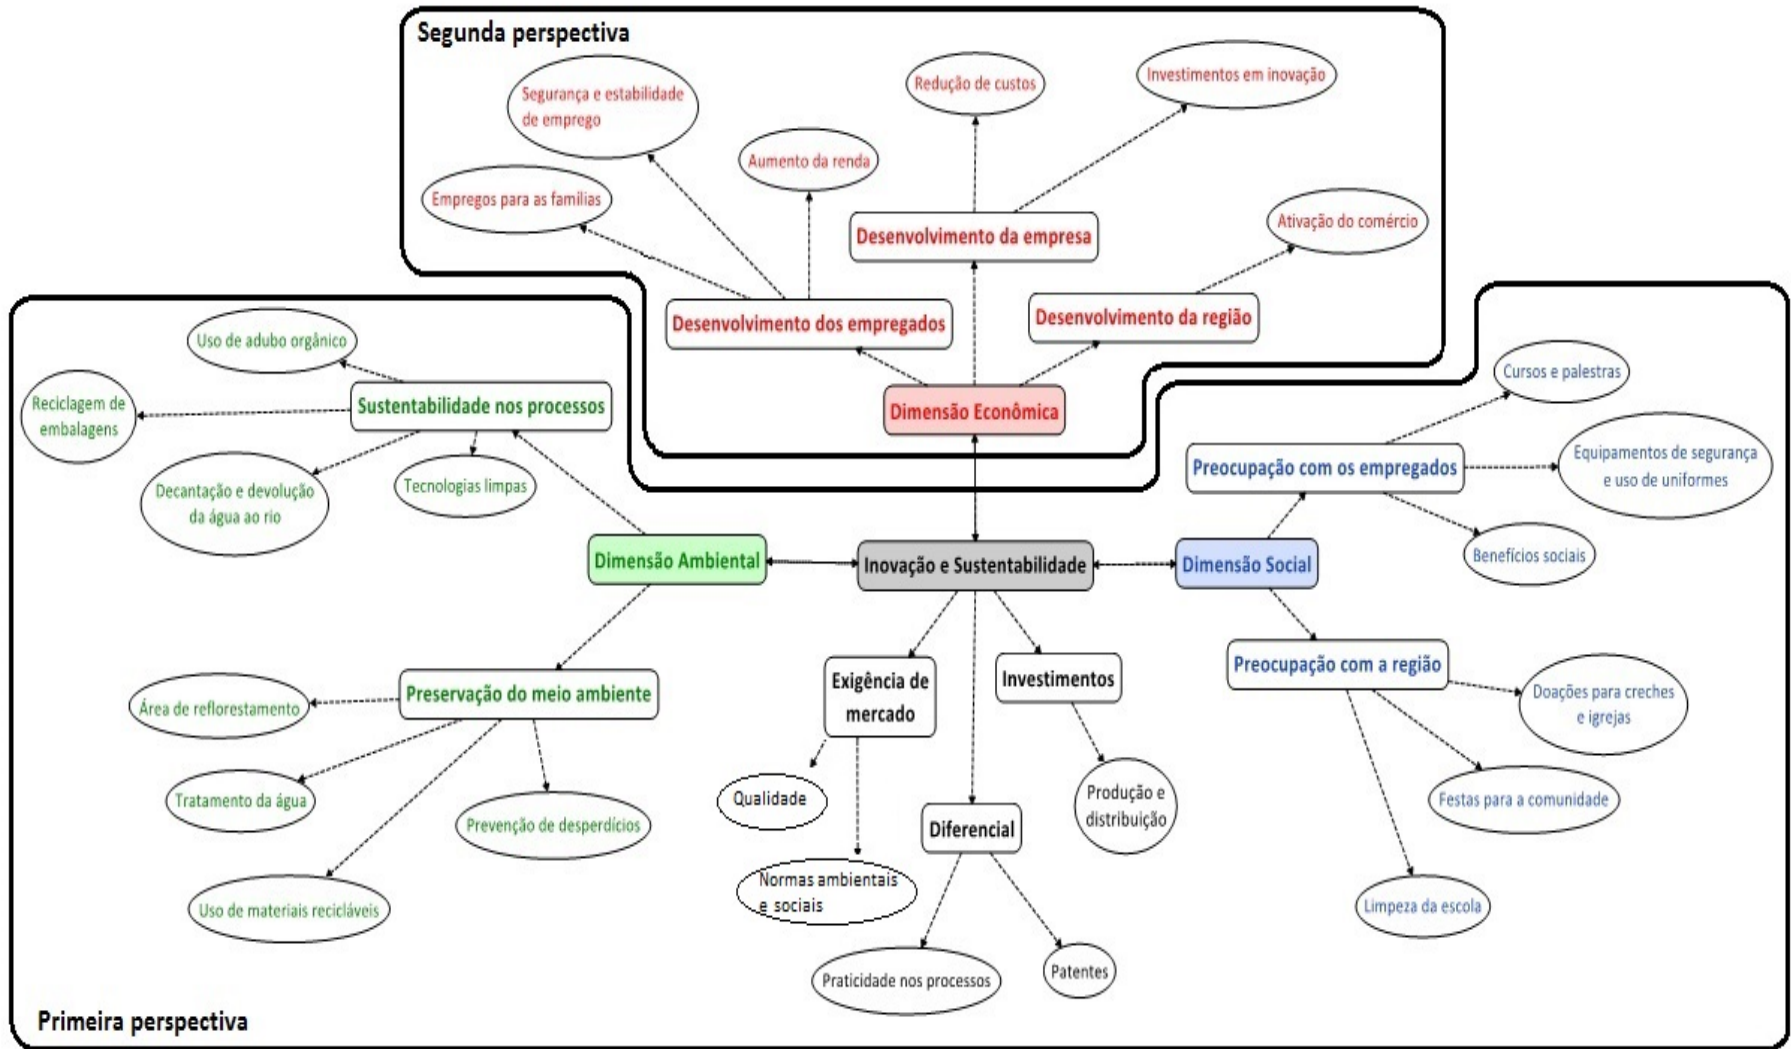 Segunda perspectiva
Segurança e estabilidade
de emprego
Redução de custos
Investimentos em inovação
Aumento da renda
Empregos para as famílias
Desenvolvimento da empresa
Ativação do comércio
Desenvolvimento dos empregados
Desenvolvimento da região
Dimensão Econômica
Uso de adubo orgânico
Reciclagem de
embalagens
Sustentabilidade nos processos
Decantação e devolução
da água ao rio
Tecnologias limpas
Cursos e palestras
Preocupação com os empregados
Equipamentos de segurança
e uso de uniformes
Benefícios sociais
Dimensão Ambiental
Inovação e Sustentabilidade
Dimensão Social
Preservação do meio ambiente
Área de reflorestamento
Tratamento da água
Prevenção de desperdícios
Uso de materiais recicláveis
Exigência de
mercado
Investimentos
Qualidade
Produção e
distribuição
Diferencial
Normas ambientais
e sociais
Praticidade nos processos
Patentes
Preocupação com a região
Doações para creches
e igrejas
Festas para a comunidade
Limpeza da escola
Primeira perspectiva